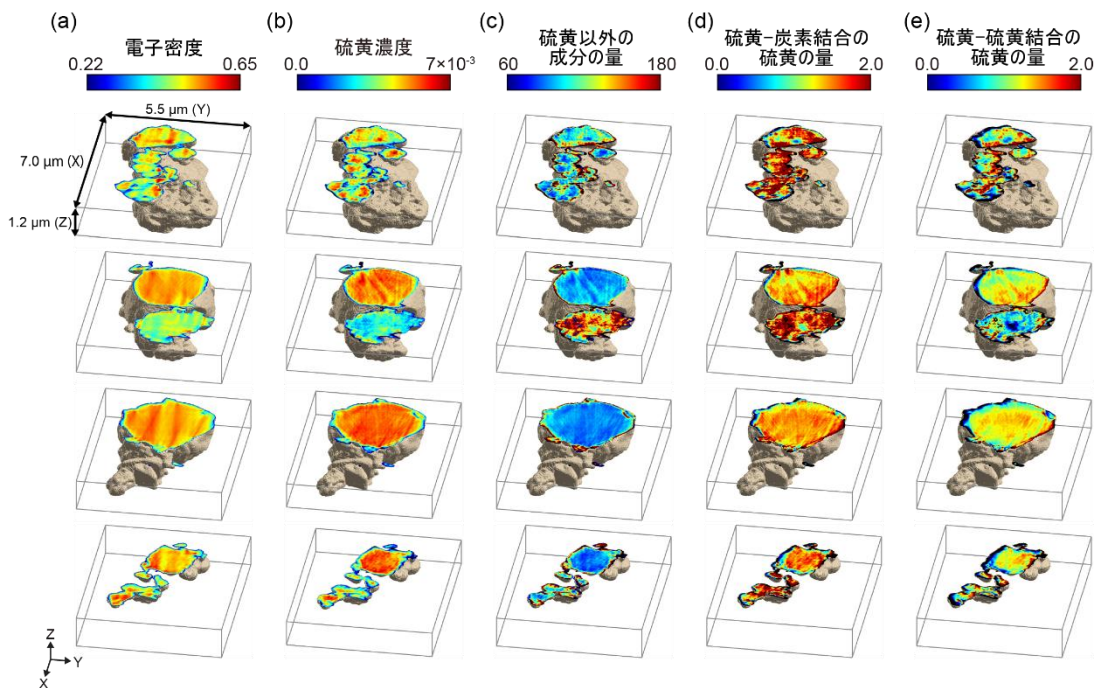 (a)
電子密度
0.22 0.65
(b)
硫黄濃度
0.0 7×10⁻³
(c)
硫黄以外の
成分の量
60 180
(d)
硫黄−炭素結合の
硫黄の量
0.0 2.0
(e)
硫黄−硫黄結合の
硫黄の量
0.0 2.0
5.5 µm (Y)
7.0 µm (X)
1.2 µm (Z)
Z
Y
X